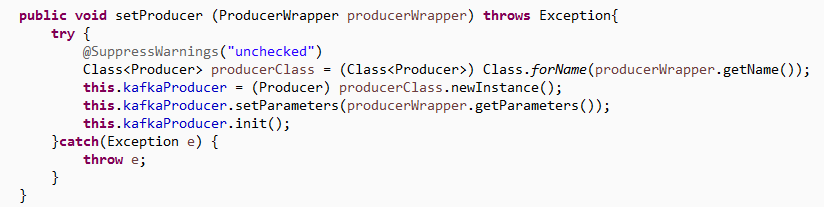 public void setProducer (ProducerWrapper producerWrapper) throws Exception{
    try {
        @SuppressWarnings("unchecked")
        Class<Producer> producerClass = (Class<Producer>) Class.forName(producerWrapper.getName());
        this.kafkaProducer = (Producer) producerClass.newInstance();
        this.kafkaProducer.setParameters(producerWrapper.getParameters());
        this.kafkaProducer.init();
    }catch(Exception e) {
        throw e;
    }
}